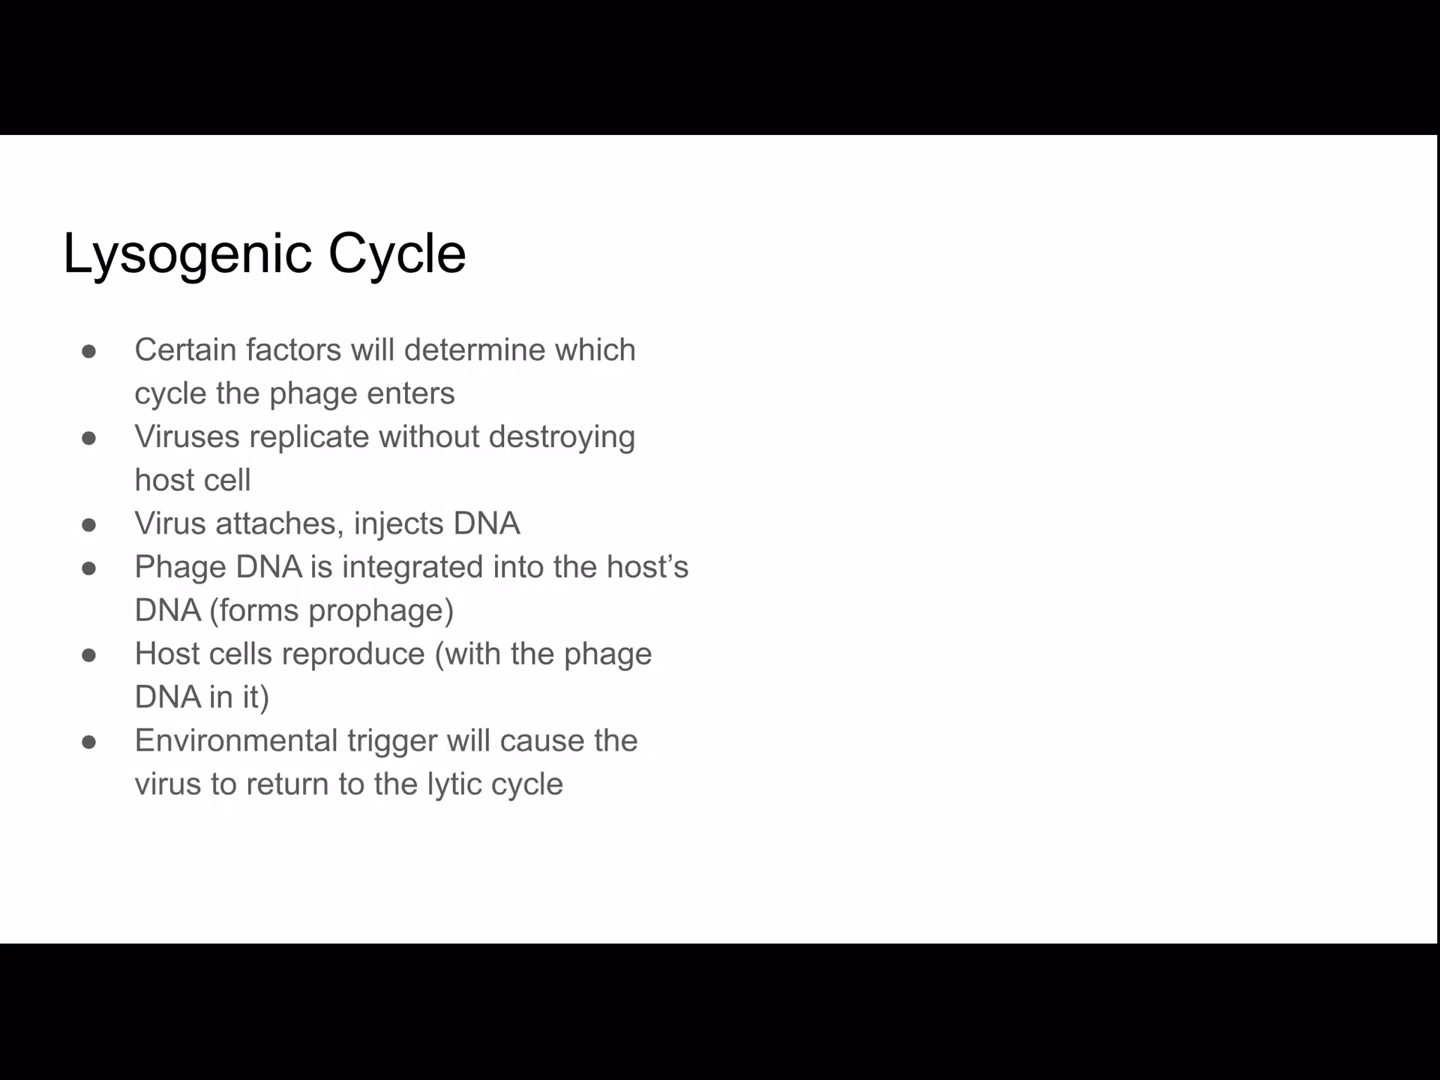 Lysogenic Cycle
● Certain factors will determine which
cycle the phage enters
● Viruses replicate without destroying
host cell
● Virus attaches, injects DNA
● Phage DNA is integrated into the host’s
DNA (forms prophage)
● Host cells reproduce (with the phage
DNA in it)
● Environmental trigger will cause the
virus to return to the lytic cycle